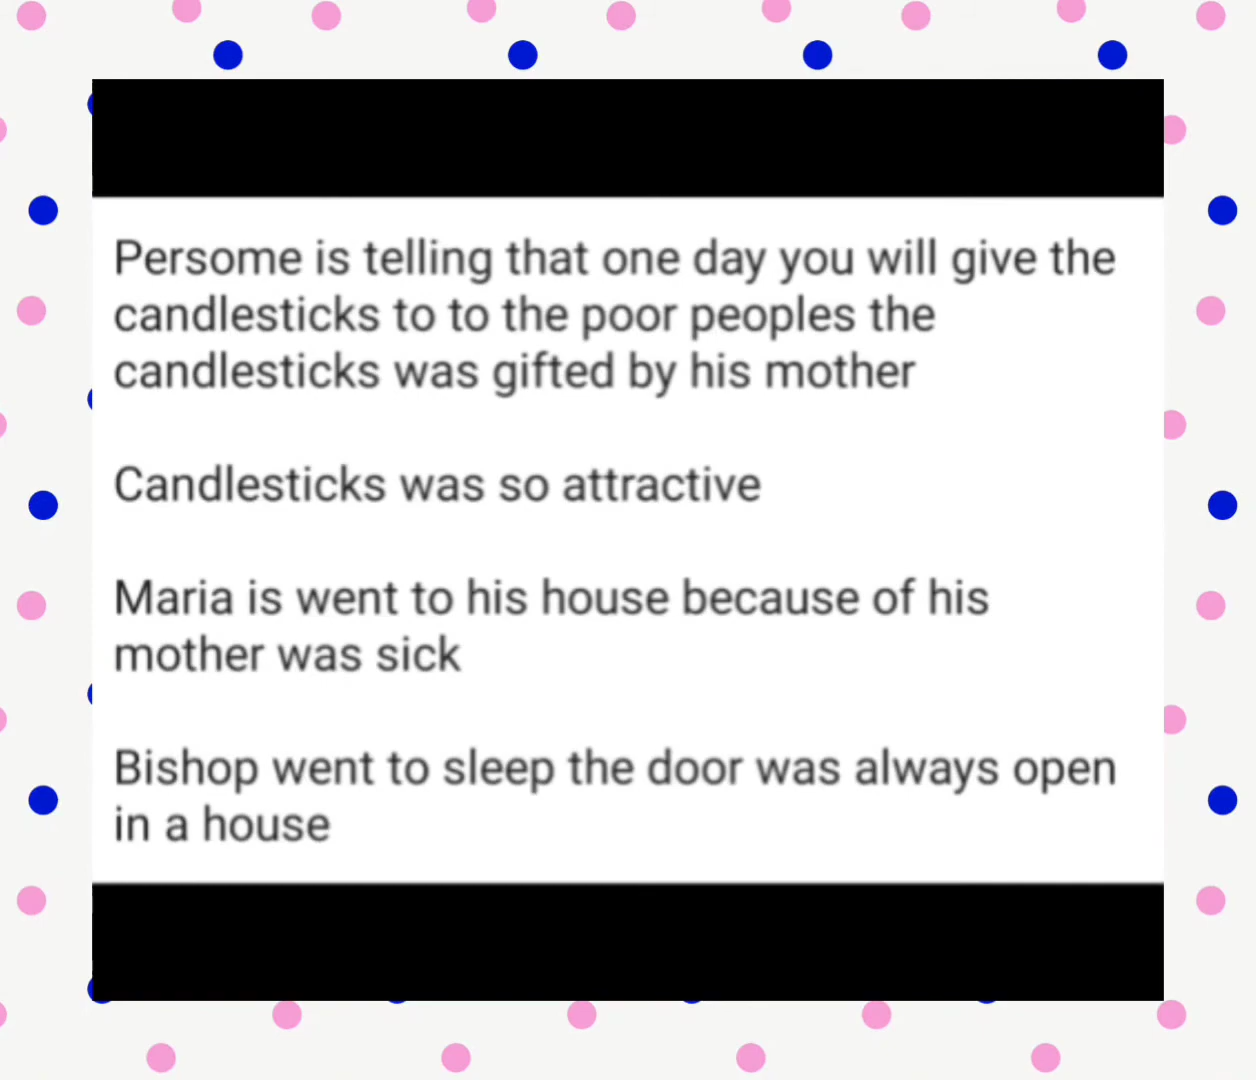 Persome is telling that one day you will give the
candlesticks to to the poor peoples the
candlesticks was gifted by his mother
Candlesticks was so attractive
Maria is went to his house because of his
mother was sick
Bishop went to sleep the door was always open
in a house